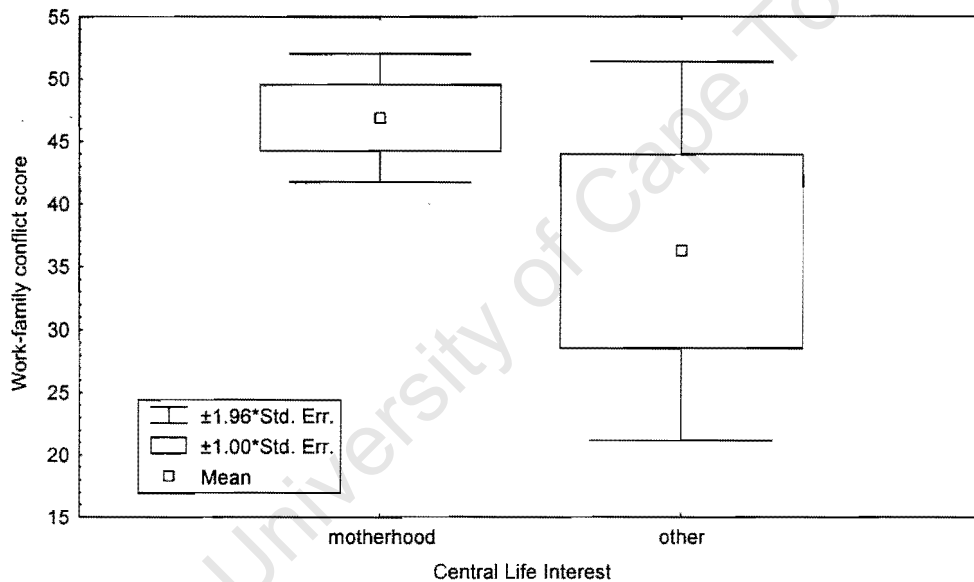 55
50
45
40
35
30
25
20
15
Work-family conflict score
±1.96*Std. Err.
±1.00*Std. Err.
Mean
motherhood
other
Central Life Interest
University of Cape To